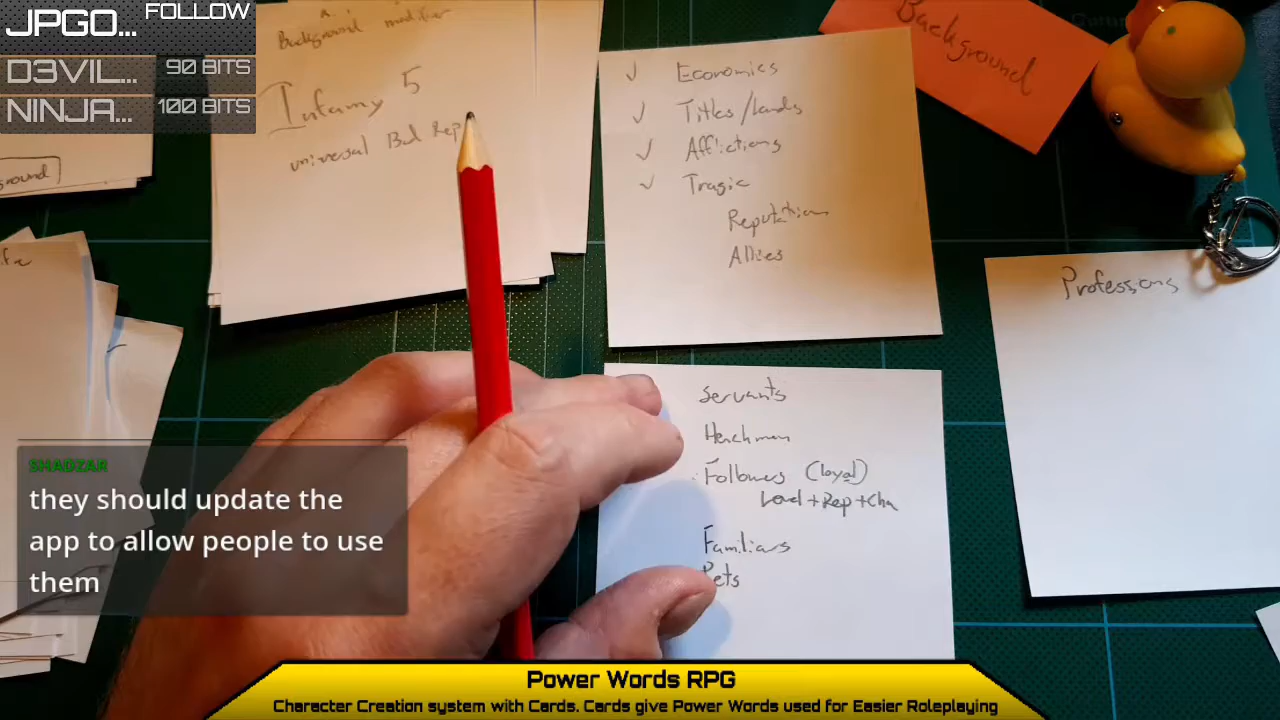 JPGO... FOLLOW
D3VIL... 90 BITS
NINJA... 100 BITS
Background modifier
Infamy 5
universal Bad Rep
Economics
Titles/lands
Afflictions
Tragic
Reputation
Allies
Background
Professions
servants
Henchmen
Followers (loyal)
Level + Rep + Cha
Familiars
Pets
SHADZAR
they should update the
app to allow people to use
them
Power Words RPG
Character Creation system with Cards. Cards give Power Words used for Easier Roleplaying